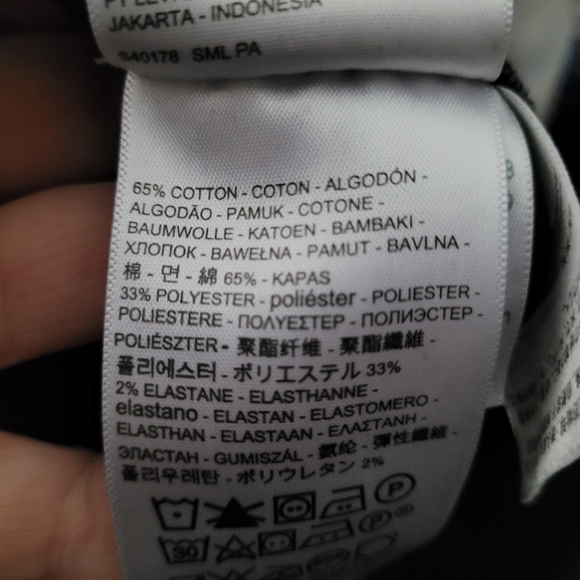 JAKARTA - INDONESIA
S40178 SML PA
65% COTTON - COTON - ALGODÓN -
ALGODÃO - PAMUK - COTONE -
BAUMWOLLE - KATOEN - BAMBAKI -
ХЛОПОК - BAWEŁNA - PAMUT - BAVLNA -
棉 - 면 - 綿 65% - KAPAS
33% POLYESTER - poliéster - POLIESTER -
POLIESTERE - ΠΟΛΥΕΣΤΕΡ - ПОЛИЭСТЕР -
POLIÉSZTER - 聚酯纤维 - 聚酯纖維 -
폴리에스터 - ポリエステル 33%
2% ELASTANE - ELASTHANNE -
elastano - ELASTAN - ELASTOMERO -
ELASTHAN - ELASTAAN - ΕΛΑΣΤΑΝΗ -
ЭЛАСТАН - GUMISZÁL - 氨纶 - 彈性纖維 -
폴리우레탄 - ポリウレタン 2%
P
30